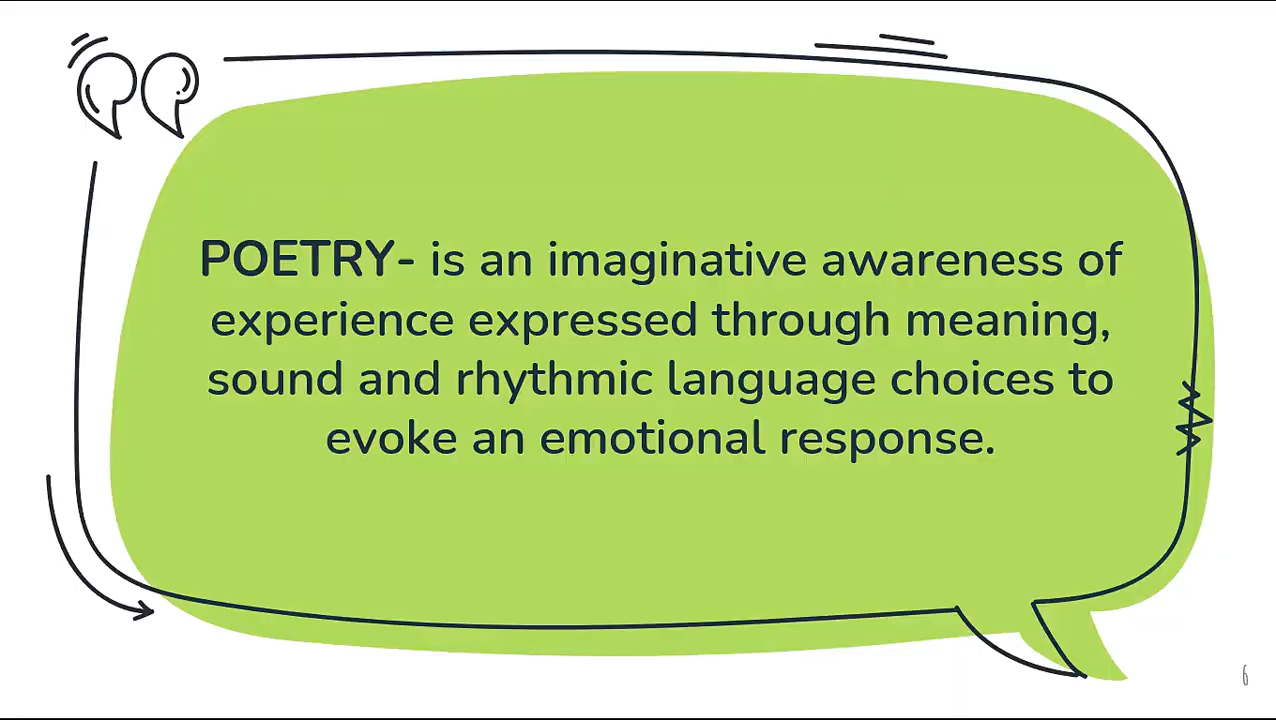 POETRY- is an imaginative awareness of
experience expressed through meaning,
sound and rhythmic language choices to
evoke an emotional response.
6